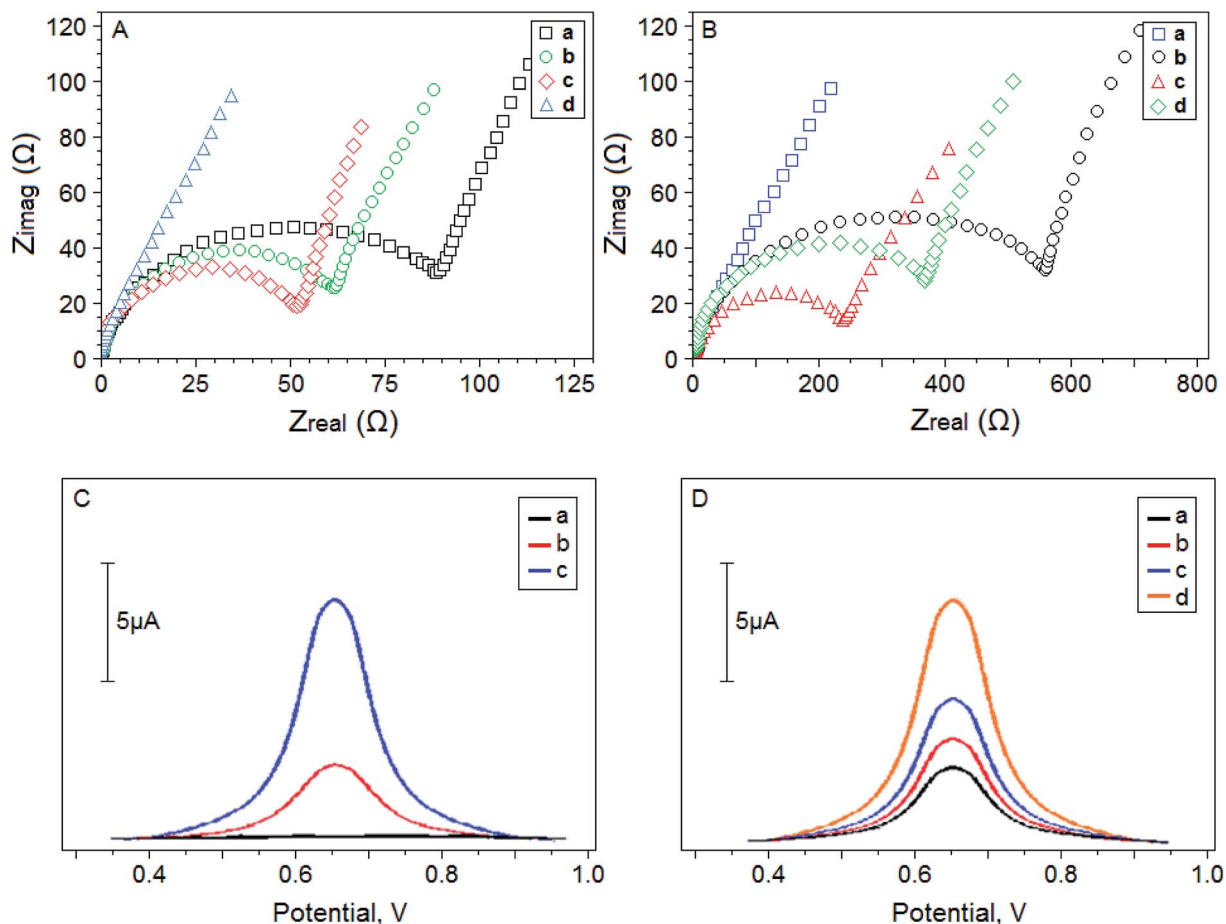 A
a
b
c
d
120
100
80
60
40
20
0
Zimag (Ω)
0 25 50 75 100 125
Zreal (Ω)
B
a
b
c
d
120
100
80
60
40
20
0
Zimag (Ω)
0 200 400 600 800
Zreal (Ω)
C
a
b
c
5µA
0.4 0.6 0.8 1.0
Potential, V
D
a
b
c
d
5µA
0.4 0.6 0.8 1.0
Potential, V